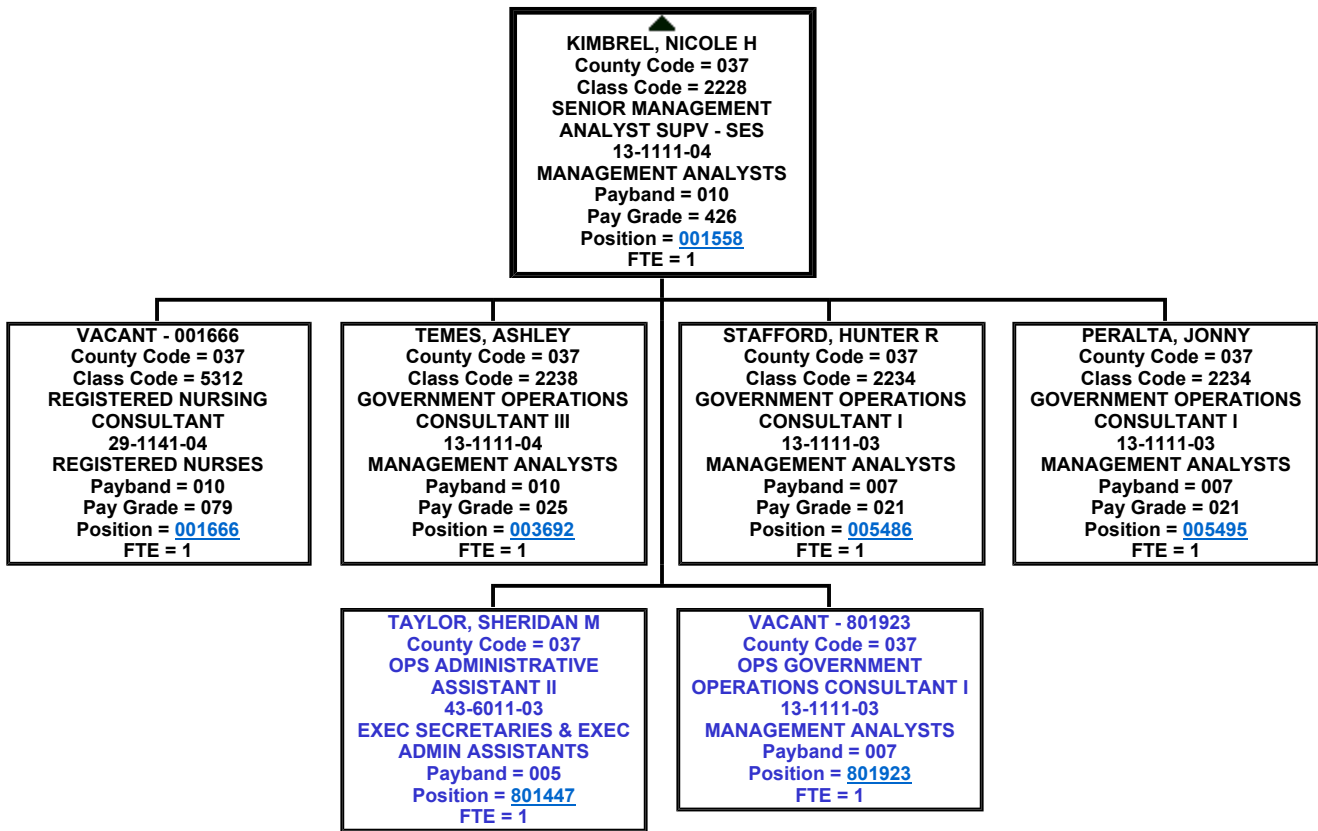 KIMBREL, NICOLE H
County Code = 037
Class Code = 2228
SENIOR MANAGEMENT
ANALYST SUPV - SES
13-1111-04
MANAGEMENT ANALYSTS
Payband = 010
Pay Grade = 426
Position = 001558
FTE = 1
VACANT - 001666
County Code = 037
Class Code = 5312
REGISTERED NURSING
CONSULTANT
29-1141-04
REGISTERED NURSES
Payband = 010
Pay Grade = 079
Position = 001666
FTE = 1
TEMES, ASHLEY
County Code = 037
Class Code = 2238
GOVERNMENT OPERATIONS
CONSULTANT III
13-1111-04
MANAGEMENT ANALYSTS
Payband = 010
Pay Grade = 025
Position = 003692
FTE = 1
STAFFORD, HUNTER R
County Code = 037
Class Code = 2234
GOVERNMENT OPERATIONS
CONSULTANT I
13-1111-03
MANAGEMENT ANALYSTS
Payband = 007
Pay Grade = 021
Position = 005486
FTE = 1
PERALTA, JONNY
County Code = 037
Class Code = 2234
GOVERNMENT OPERATIONS
CONSULTANT I
13-1111-03
MANAGEMENT ANALYSTS
Payband = 007
Pay Grade = 021
Position = 005495
FTE = 1
TAYLOR, SHERIDAN M
County Code = 037
OPS ADMINISTRATIVE
ASSISTANT II
43-6011-03
EXEC SECRETARIES & EXEC
ADMIN ASSISTANTS
Payband = 005
Position = 801447
FTE = 1
VACANT - 801923
County Code = 037
OPS GOVERNMENT
OPERATIONS CONSULTANT I
13-1111-03
MANAGEMENT ANALYSTS
Payband = 007
Position = 801923
FTE = 1